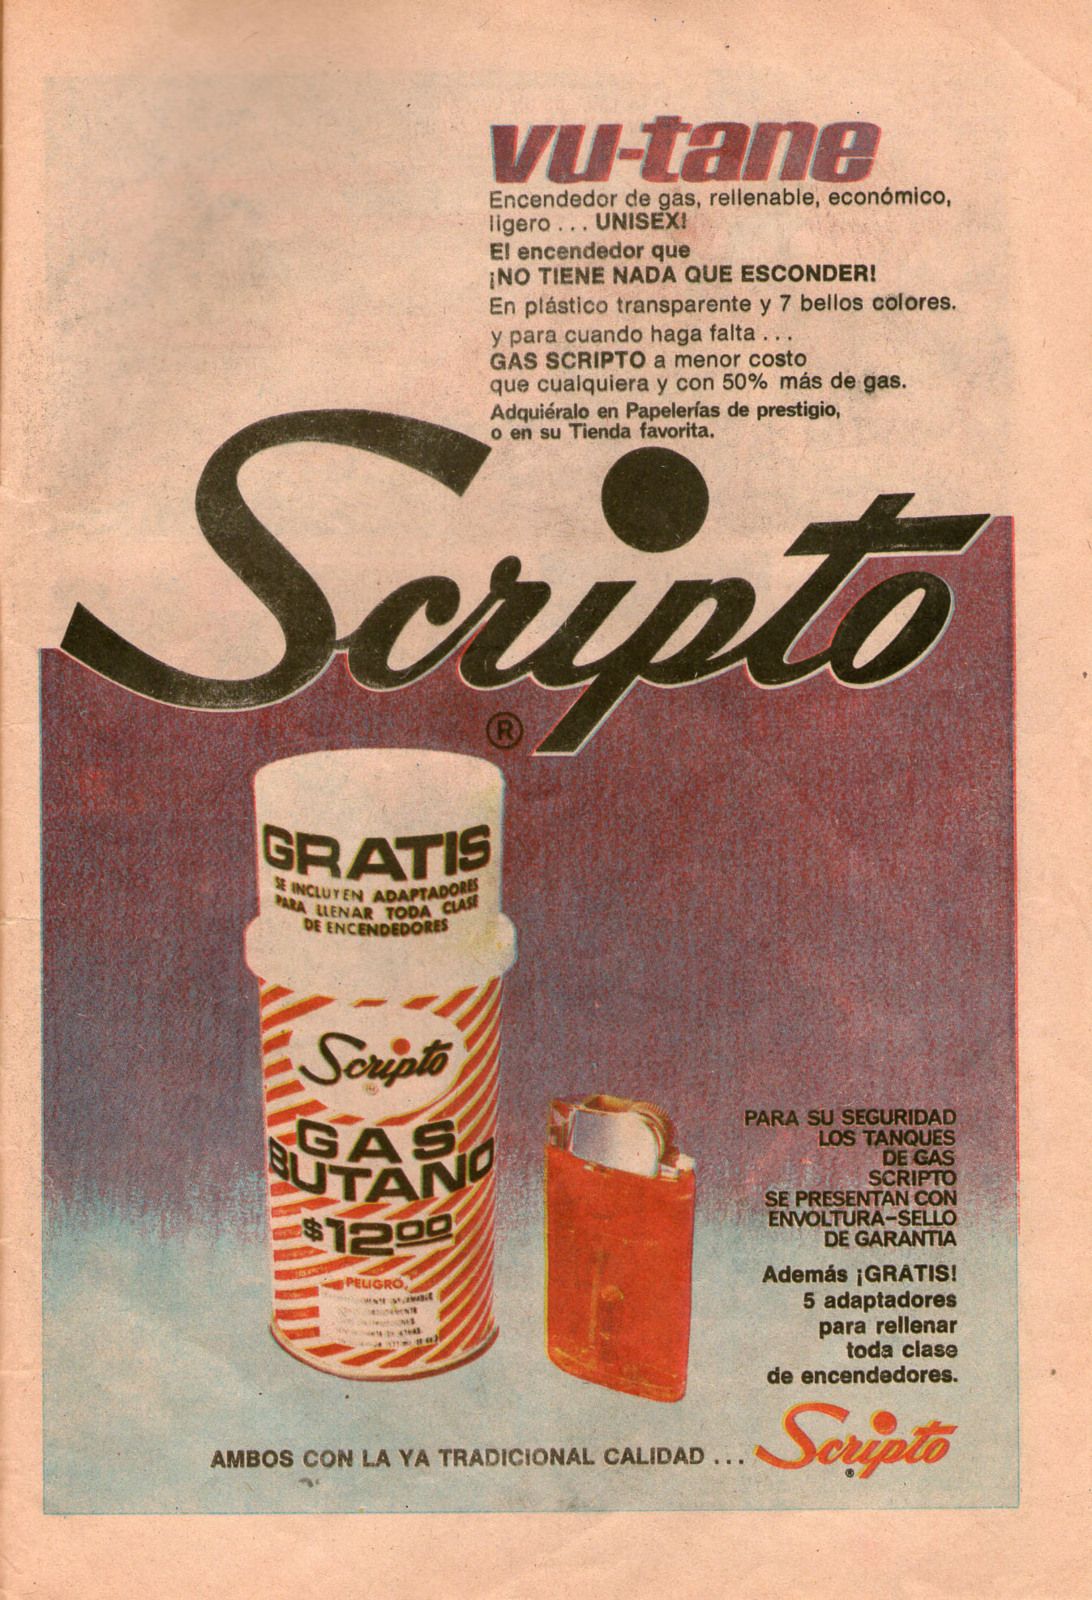 vu-tane
Encendedor de gas, rellenable, económico,
ligero ... UNISEX!
El encendedor que
¡NO TIENE NADA QUE ESCONDER!
En plástico transparente y 7 bellos colores.
y para cuando haga falta ...
GAS SCRIPTO a menor costo
que cualquiera y con 50% más de gas.
Adquiéralo en Papelerías de prestigio,
o en su Tienda favorita.
Scripto
®
GRATIS
SE INCLUYEN ADAPTADORES
PARA LLENAR TODA CLASE
DE ENCENDEDORES
Scripto
GAS
BUTANO
$1200
PELIGRO
PARA SU SEGURIDAD
LOS TANQUES
DE GAS
SCRIPTO
SE PRESENTAN CON
ENVOLTURA-SELLO
DE GARANTIA
Además ¡GRATIS!
5 adaptadores
para rellenar
toda clase
de encendedores.
AMBOS CON LA YA TRADICIONAL CALIDAD ... Scripto®